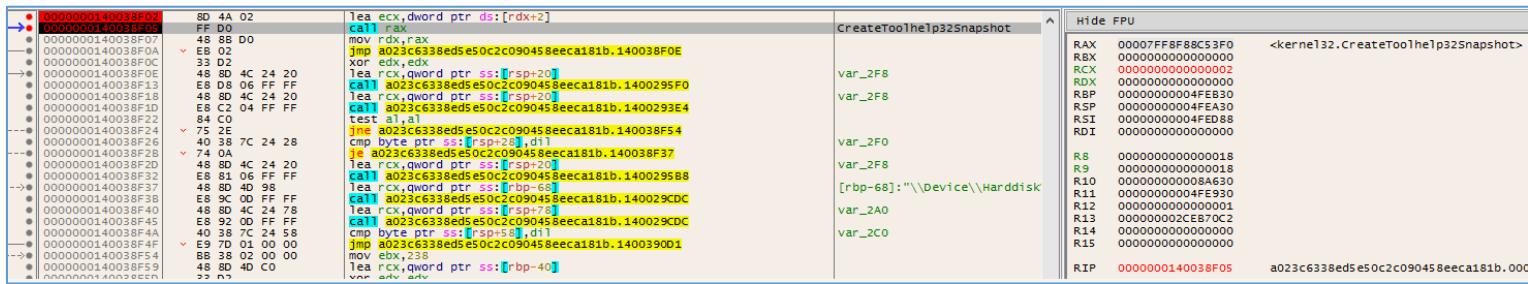 0000000140038F02 8D 4A 02 lea ecx,dword ptr ds:[rdx+2]
0000000140038F05 FF D0 call rax CreateToolhelp32Snapshot
0000000140038F07 48 8B D0 mov rdx,rax
0000000140038F0A EB 02 jmp a023c6338ed5e50c2c090458eeca181b.140038F0E
0000000140038F0C 33 D2 xor edx,edx
0000000140038F0E 48 8D 4C 24 20 lea rcx,qword ptr ss:[rsp+20] var_2F8
0000000140038F13 E8 D8 06 FF FF call a023c6338ed5e50c2c090458eeca181b.1400295F0
0000000140038F18 48 8D 4C 24 20 lea rcx,qword ptr ss:[rsp+20] var_2F8
0000000140038F1D E8 C2 04 FF FF call a023c6338ed5e50c2c090458eeca181b.1400293E4
0000000140038F22 84 C0 test al,al
0000000140038F24 75 2E jne a023c6338ed5e50c2c090458eeca181b.140038F54
0000000140038F26 40 38 7C 24 28 cmp byte ptr ss:[rsp+28],dil var_2F0
0000000140038F2B 74 0A je a023c6338ed5e50c2c090458eeca181b.140038F37
0000000140038F2D 48 8D 4C 24 20 lea rcx,qword ptr ss:[rsp+20] var_2F8
0000000140038F32 E8 81 06 FF FF call a023c6338ed5e50c2c090458eeca181b.1400295B8
0000000140038F37 48 8D 4D 98 lea rcx,qword ptr ss:[rbp-68] [rbp-68]:"\\Device\\Harddisk
0000000140038F3B E8 9C 0D FF FF call a023c6338ed5e50c2c090458eeca181b.140029CDC
0000000140038F40 48 8D 4C 24 78 lea rcx,qword ptr ss:[rsp+78] var_2A0
0000000140038F45 E8 92 0D FF FF call a023c6338ed5e50c2c090458eeca181b.140029CDC
0000000140038F4A 40 38 7C 24 58 cmp byte ptr ss:[rsp+58],dil var_2C0
0000000140038F4F E9 7D 01 00 00 jmp a023c6338ed5e50c2c090458eeca181b.1400390D1
0000000140038F54 BB 38 02 00 00 mov ebx,238
0000000140038F59 48 8D 4D C0 lea rcx,qword ptr ss:[rbp-40]
Hide FPU
RAX 00007FF8F88C53F0 <kernel32.CreateToolhelp32Snapshot>
RBX 0000000000000000
RCX 0000000000000002
RDX 0000000000000000
RBP 0000000004FEB30
RSP 0000000004FEA30
RSI 0000000004FED88
RDI 0000000000000000
R8 0000000000000018
R9 0000000000000018
R10 000000000008A630
R11 0000000004FE930
R12 0000000000000001
R13 000000002CEB70C2
R14 0000000000000000
R15 0000000000000000
RIP 0000000140038F05 a023c6338ed5e50c2c090458eeca181b.000